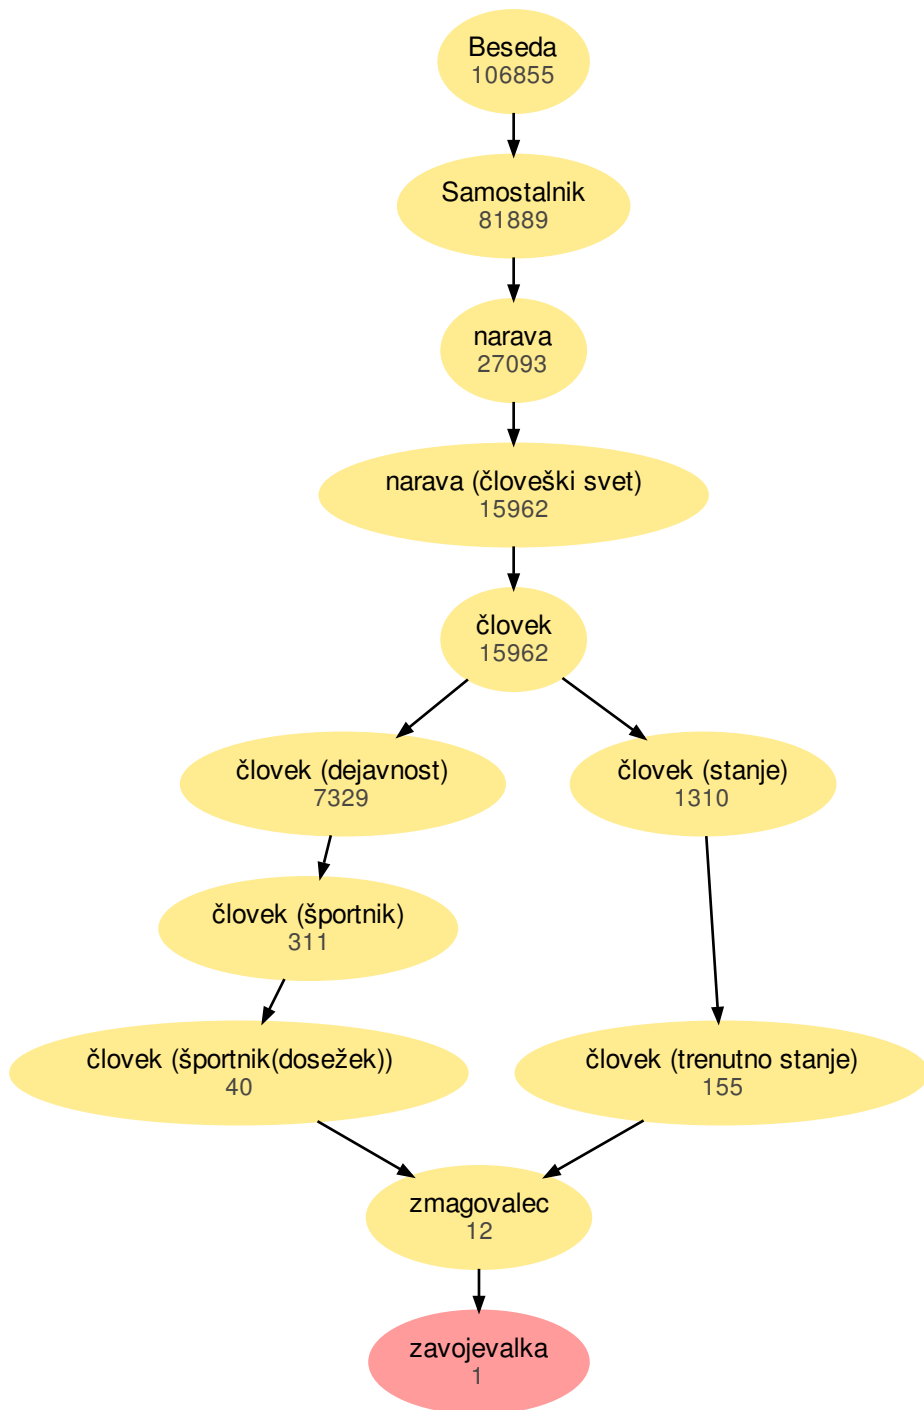 Beseda
106855
Samostalnik
81889
narava
27093
narava (človeški svet)
15962
človek
15962
človek (dejavnost)
7329
človek (stanje)
1310
človek (športnik)
311
človek (športnik(dosežek))
40
človek (trenutno stanje)
155
zmagovalec
12
zavojevalka
1